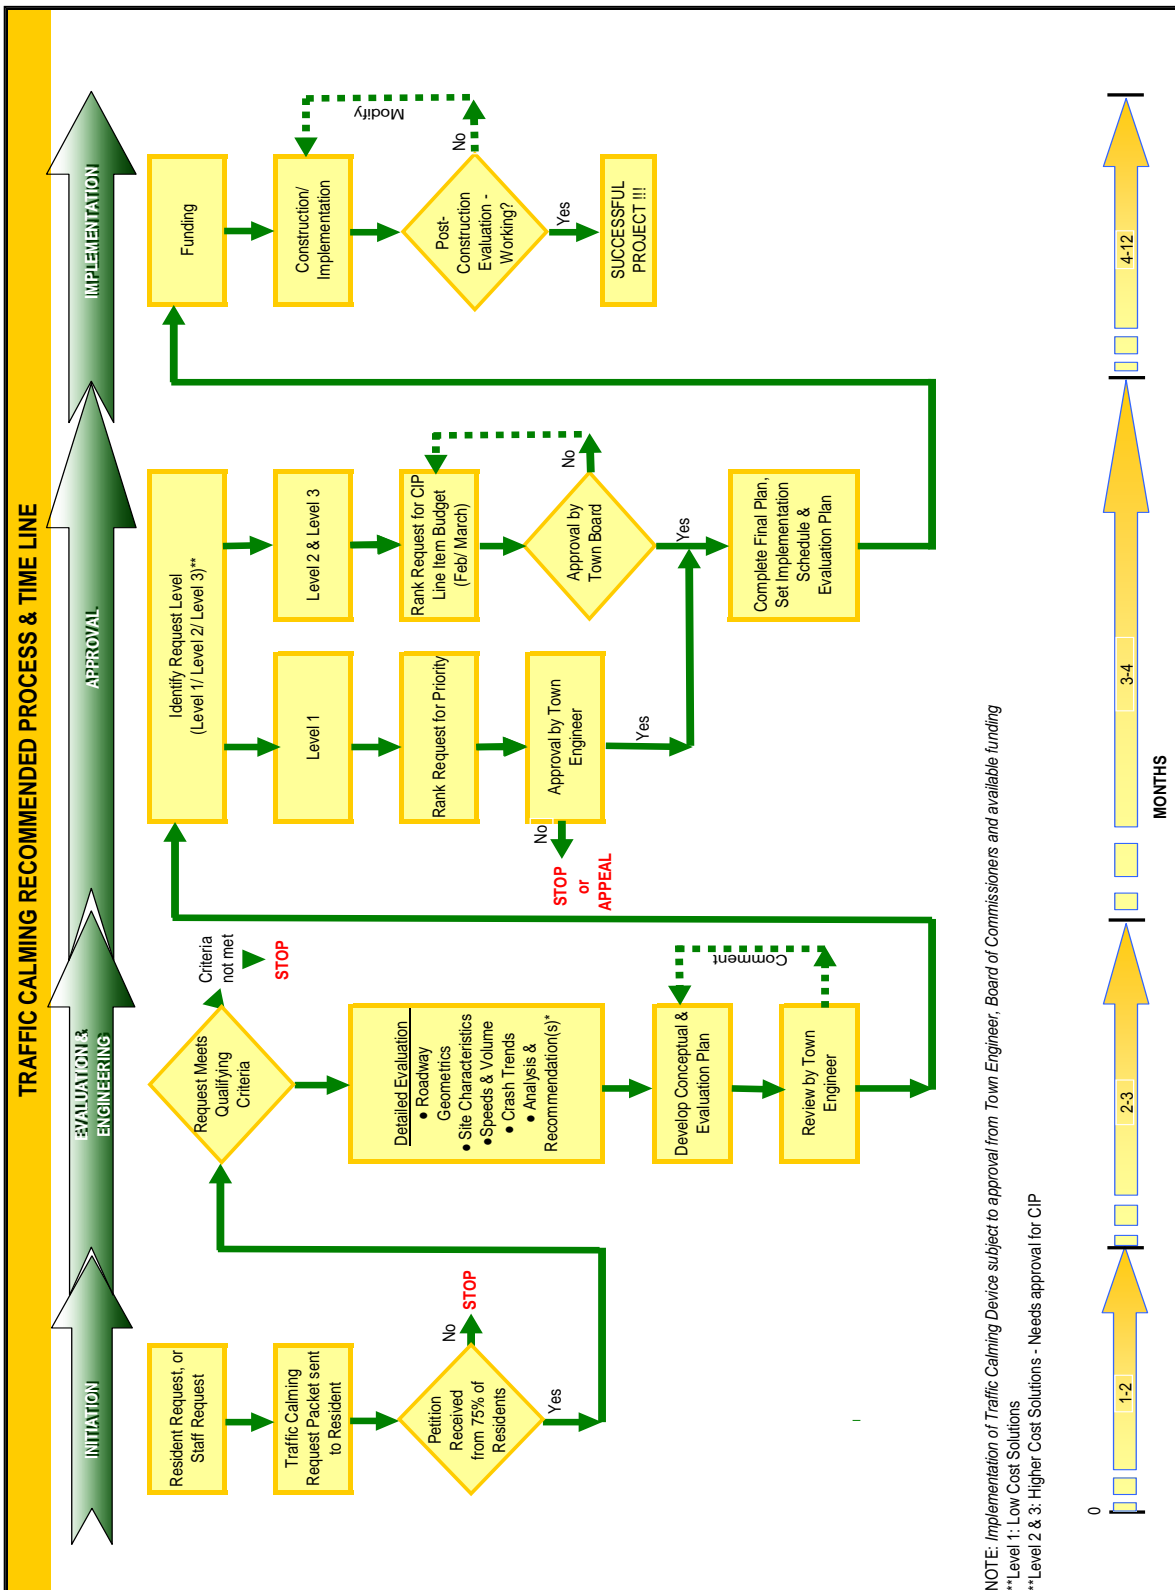 TRAFFIC CALMING RECOMMENDED PROCESS & TIME LINE
INITIATION
EVALUATION &
ENGINEERING
APPROVAL
IMPLEMENTATION
Resident Request, or
Staff Request
Traffic Calming
Request Packet sent
to Resident
Petition
Received
from 75% of
Residents
No
STOP
Yes
Request Meets
Qualifying
Criteria
Criteria
not met
STOP
Detailed Evaluation
● Roadway
Geometrics
● Site Characteristics
●Speeds & Volume
● Crash Trends
● Analysis &
Recommendation(s)*
Develop Conceptual &
Evaluation Plan
Comment
Review by Town
Engineer
Identify Request Level
(Level 1/ Level 2/ Level 3)**
Level 1
Rank Request for Priority
Approval by Town
Engineer
No
STOP
or
APPEAL
Yes
Level 2 & Level 3
Rank Request for CIP
Line Item Budget
(Feb/ March)
Approval by
Town Board
No
Yes
Complete Final Plan,
Set Implementation
Schedule &
Evaluation Plan
Funding
Construction/
Implementation
Modify
Post-
Construction
Evaluation -
Working?
No
Yes
SUCCESSFUL
PROJECT !!!
NOTE: Implementation of Traffic Calming Device subject to approval from Town Engineer, Board of Commissioners and available funding
**Level 1: Low Cost Solutions
**Level 2 & 3: Higher Cost Solutions - Needs approval for CIP
0
1-2
2-3
3-4
4-12
MONTHS